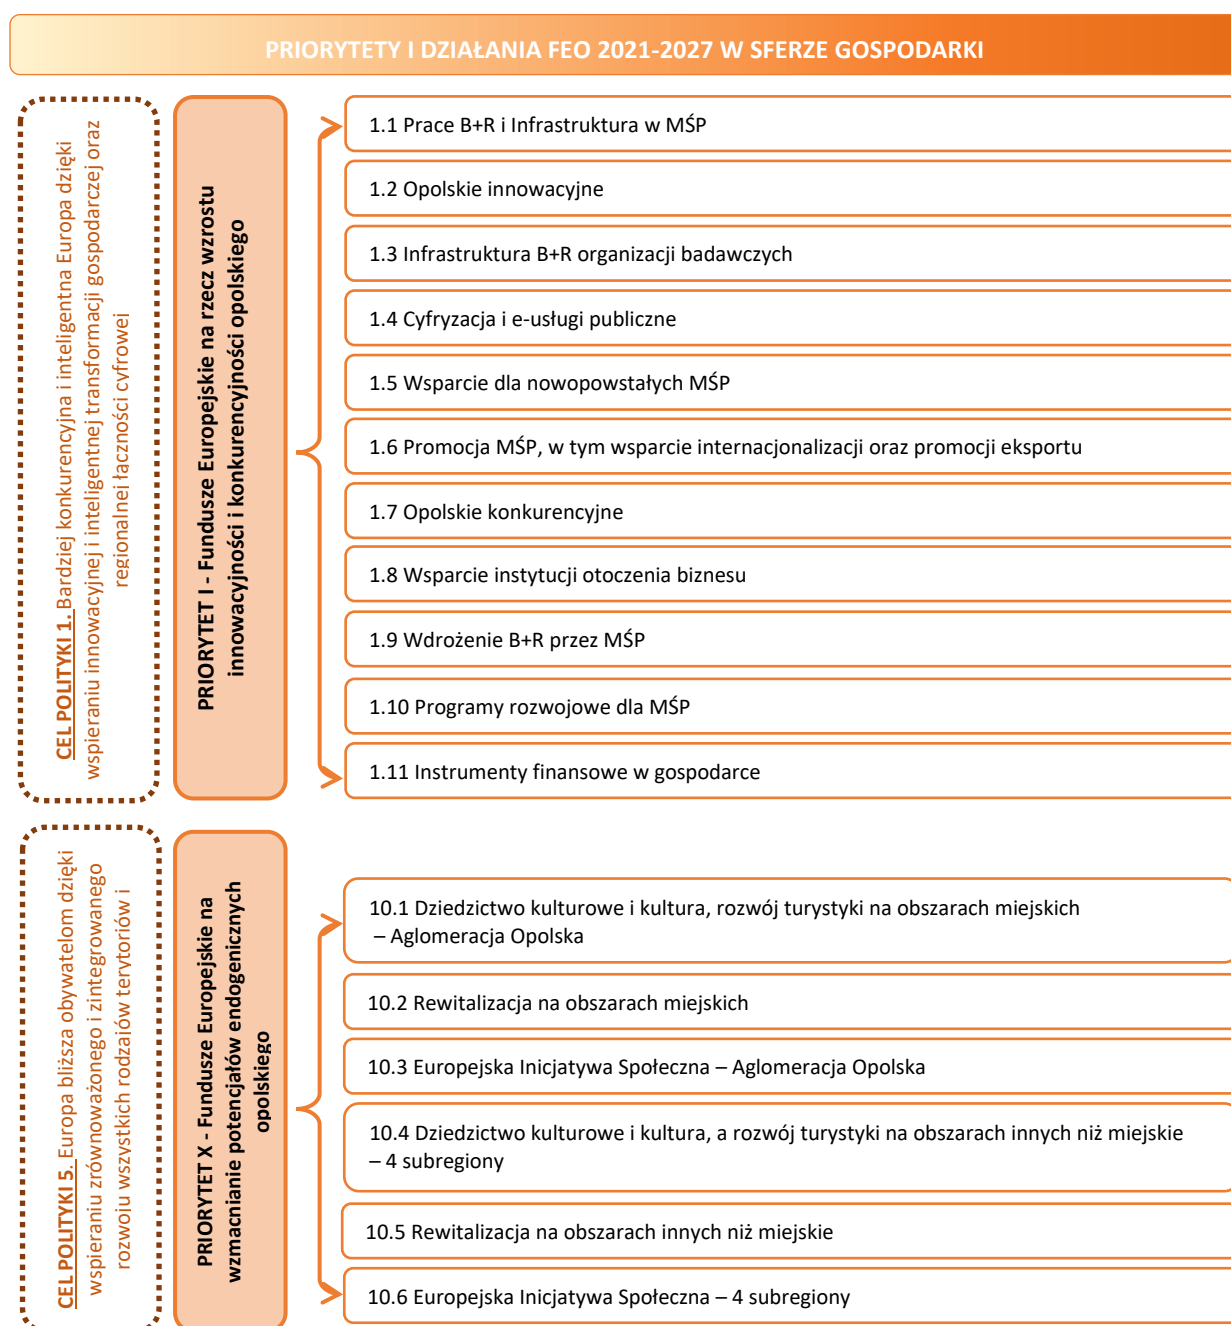 PRIORYTETY I DZIAŁANIA FEO 2021-2027 W SFERZE GOSPODARKI
CEL POLITYKI 1. Bardziej konkurencyjna i inteligentna Europa dzięki
wspieraniu innowacyjnej i inteligentnej transformacji gospodarczej oraz
regionalnej łączności cyfrowej
PRIORYTET I - Fundusze Europejskie na rzecz wzrostu
innowacyjności i konkurencyjności opolskiego
1.1 Prace B+R i Infrastruktura w MŚP
1.2 Opolskie innowacyjne
1.3 Infrastruktura B+R organizacji badawczych
1.4 Cyfryzacja i e-usługi publiczne
1.5 Wsparcie dla nowopowstałych MŚP
1.6 Promocja MŚP, w tym wsparcie internacjonalizacji oraz promocji eksportu
1.7 Opolskie konkurencyjne
1.8 Wsparcie instytucji otoczenia biznesu
1.9 Wdrożenie B+R przez MŚP
1.10 Programy rozwojowe dla MŚP
1.11 Instrumenty finansowe w gospodarce
CEL POLITYKI 5. Europa bliższa obywatelom dzięki
wspieraniu zrównoważonego i zintegrowanego
rozwoju wszystkich rodzajów terytoriów i
PRIORYTET X - Fundusze Europejskie na
wzmacnianie potencjałów endogenicznych
opolskiego
10.1 Dziedzictwo kulturowe i kultura, rozwój turystyki na obszarach miejskich
– Aglomeracja Opolska
10.2 Rewitalizacja na obszarach miejskich
10.3 Europejska Inicjatywa Społeczna – Aglomeracja Opolska
10.4 Dziedzictwo kulturowe i kultura, a rozwój turystyki na obszarach innych niż miejskie
– 4 subregiony
10.5 Rewitalizacja na obszarach innych niż miejskie
10.6 Europejska Inicjatywa Społeczna – 4 subregiony